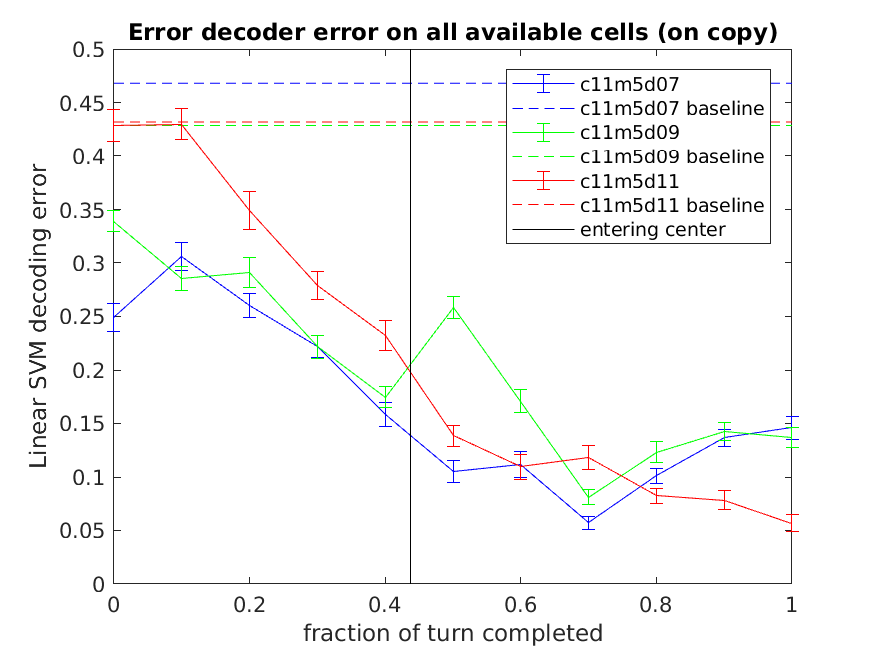 Error decoder error on all available cells (on copy)
0.5
0.45
0.4
0.35
0.3
0.25
0.2
0.15
0.1
0.05
0
Linear SVM decoding error
c11m5d07
c11m5d07 baseline
c11m5d09
c11m5d09 baseline
c11m5d11
c11m5d11 baseline
entering center
0 0.2 0.4 0.6 0.8 1
fraction of turn completed